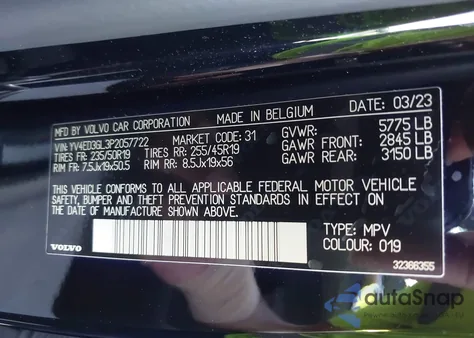 MFD BY VOLVO CAR CORPORATION MADE IN BELGIUM DATE: 03/23
VIN: YV4ED3GL3P2057722 MARKET CODE: 31 GVWR: 5775 LB
TIRES FR: 235/50R19 TIRES RR: 255/45R19 GAWR FRONT: 2845 LB
RIM FR: 7.5Jx19x50.5 RIM RR: 8.5Jx19x56 GAWR REAR: 3150 LB
THIS VEHICLE CONFORMS TO ALL APPLICABLE FEDERAL MOTOR VEHICLE
SAFETY, BUMPER AND THEFT PREVENTION STANDARDS IN EFFECT ON
THE DATE OF MANUFACTURE SHOWN ABOVE.
TYPE: MPV
COLOUR: 019
VOLVO
32366355
autoSnap